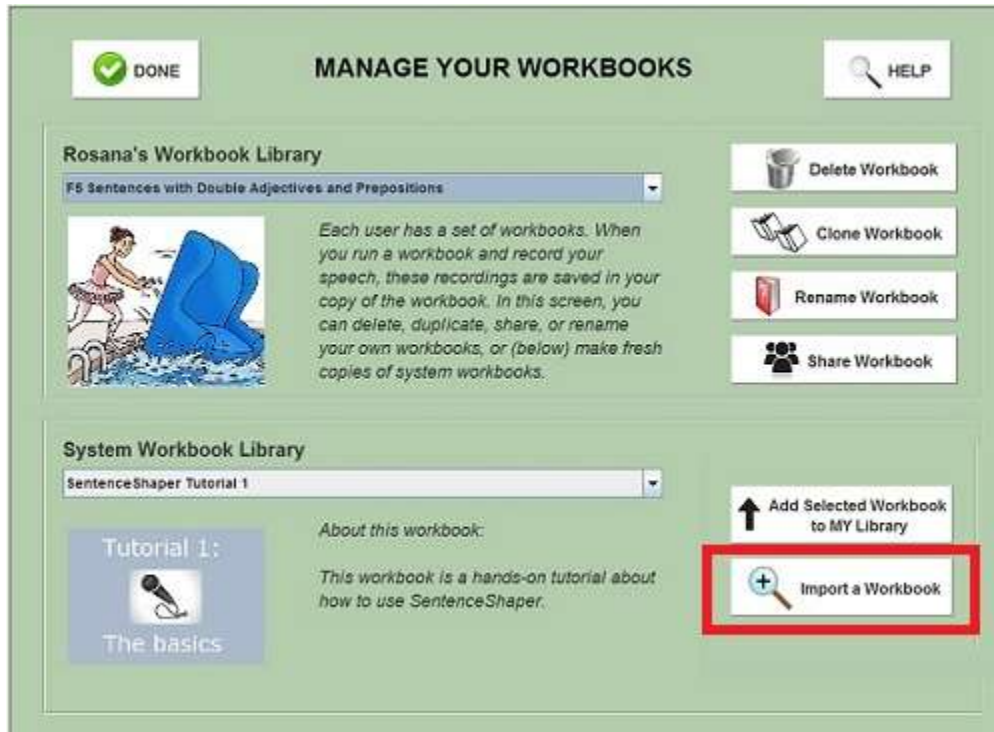 DONE
MANAGE YOUR WORKBOOKS
HELP
Rosana's Workbook Library
F5 Sentences with Double Adjectives and Prepositions
Each user has a set of workbooks. When
you run a workbook and record your
speech, these recordings are saved in your
copy of the workbook. In this screen, you
can delete, duplicate, share, or rename
your own workbooks, or (below) make fresh
copies of system workbooks.
Delete Workbook
Clone Workbook
Rename Workbook
Share Workbook
System Workbook Library
SentenceShaper Tutorial 1
Tutorial 1:
The basics
About this workbook:
This workbook is a hands-on tutorial about
how to use SentenceShaper.
Add Selected Workbook
to MY Library
Import a Workbook